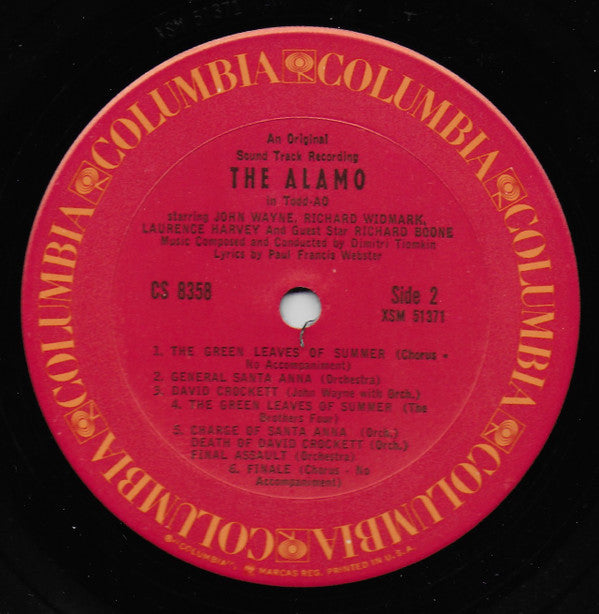 XSM 51371
COLUMBIA COLUMBIA COLUMBIA COLUMBIA COLUMBIA COLUMBIA
An Original
Sound Track Recording
THE ALAMO
in Todd-AO
starring JOHN WAYNE, RICHARD WIDMARK,
LAURENCE HARVEY And Guest Star RICHARD BOONE
Music Composed and Conducted by Dimitri Tiomkin
Lyrics by Paul Francis Webster
CS 8358
Side 2
XSM 51371
1. THE GREEN LEAVES OF SUMMER (Chorus -
No Accompaniment)
2. GENERAL SANTA ANNA (Orchestra)
3. DAVID CROCKETT (John Wayne with Orch.)
4. THE GREEN LEAVES OF SUMMER (The
Brothers Four)
5. CHARGE OF SANTA ANNA (Orch.)
DEATH OF DAVID CROCKETT (Orch.)
FINAL ASSAULT (Orchestra)
6. FINALE (Chorus - No
Accompaniment)
®"COLUMBIA", MARCAS REG. PRINTED IN U.S.A.